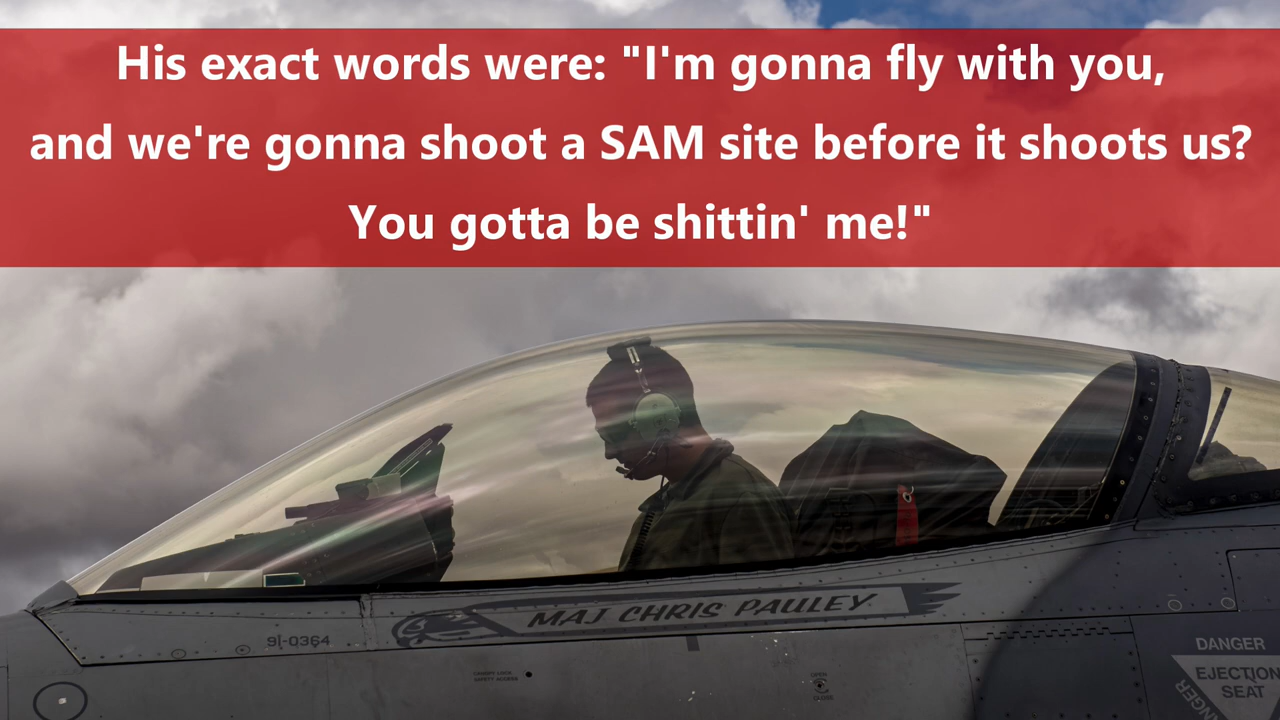 His exact words were: "I'm gonna fly with you,
and we're gonna shoot a SAM site before it shoots us?
You gotta be shittin' me!"
MAJ CHRIS PAULEY
91-0364
DANGER
EJECTION
SEAT
DANGER